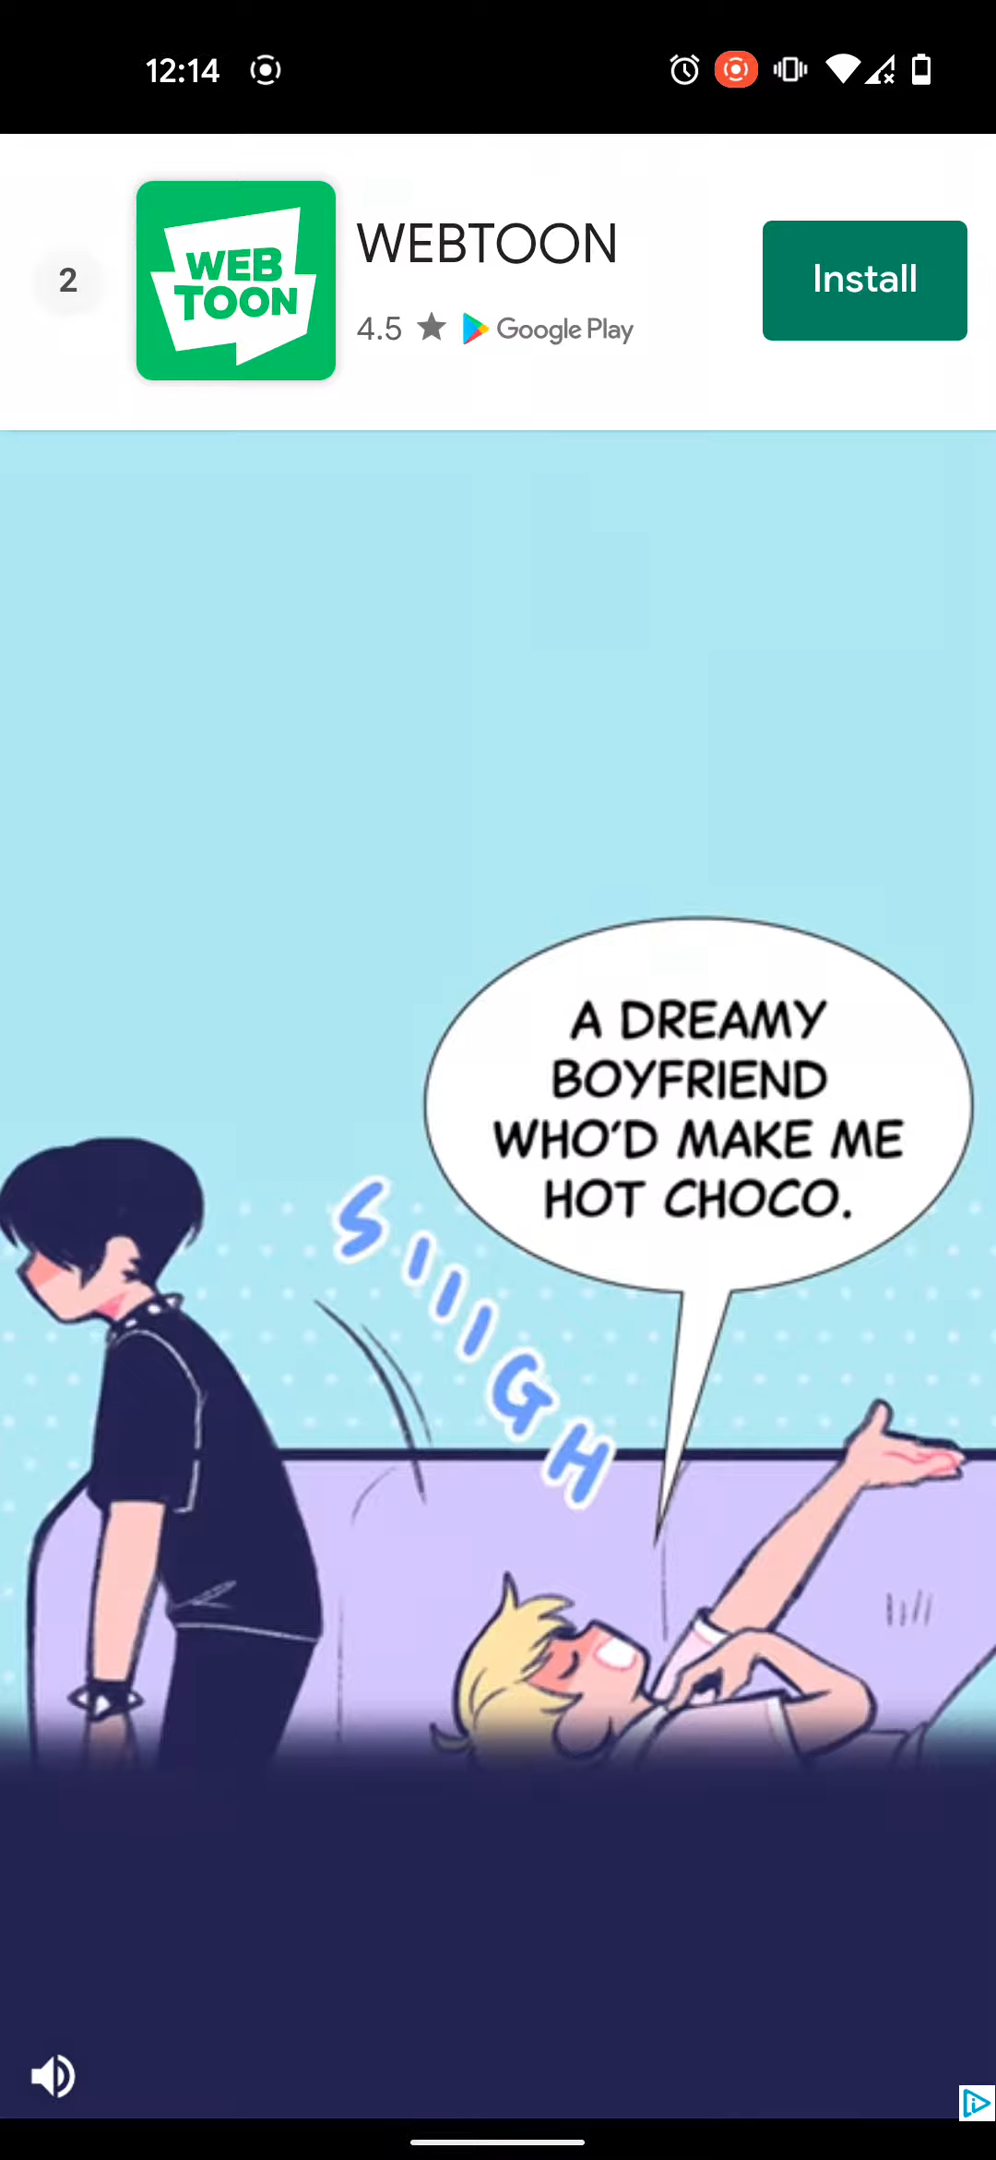 12:14
2
WEB
TOON
WEBTOON
4.5 ★ Google Play
Install
A DREAMY
BOYFRIEND
WHO'D MAKE ME
HOT CHOCO.
SIIIGH